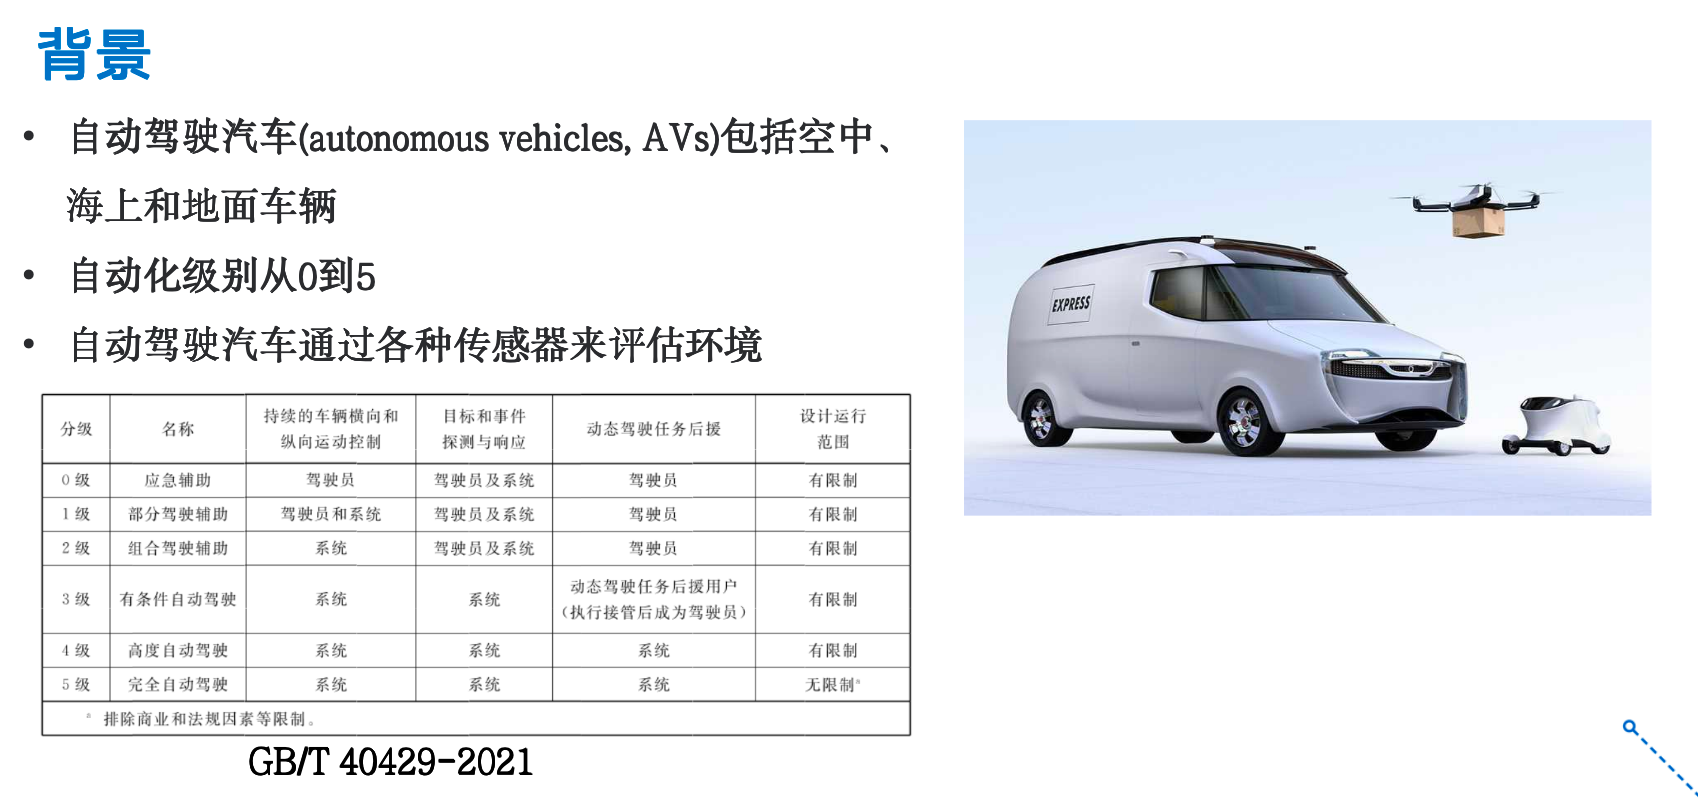 背景
• 自动驾驶汽车(autonomous vehicles, AVs)包括空中、
海上和地面车辆
• 自动化级别从0到5
• 自动驾驶汽车通过各种传感器来评估环境
EXPRESS
分级 名称 持续的车辆横向和纵向运动控制 目标和事件探测与响应 动态驾驶任务后援 设计运行范围
0 级 应急辅助 驾驶员 驾驶员及系统 驾驶员 有限制
1 级 部分驾驶辅助 驾驶员和系统 驾驶员及系统 驾驶员 有限制
2 级 组合驾驶辅助 系统 驾驶员及系统 驾驶员 有限制
3 级 有条件自动驾驶 系统 系统 动态驾驶任务后援用户（执行接管后成为驾驶员） 有限制
4 级 高度自动驾驶 系统 系统 系统 有限制
5 级 完全自动驾驶 系统 系统 系统 无限制ª
ª 排除商业和法规因素等限制。
GB/T 40429-2021